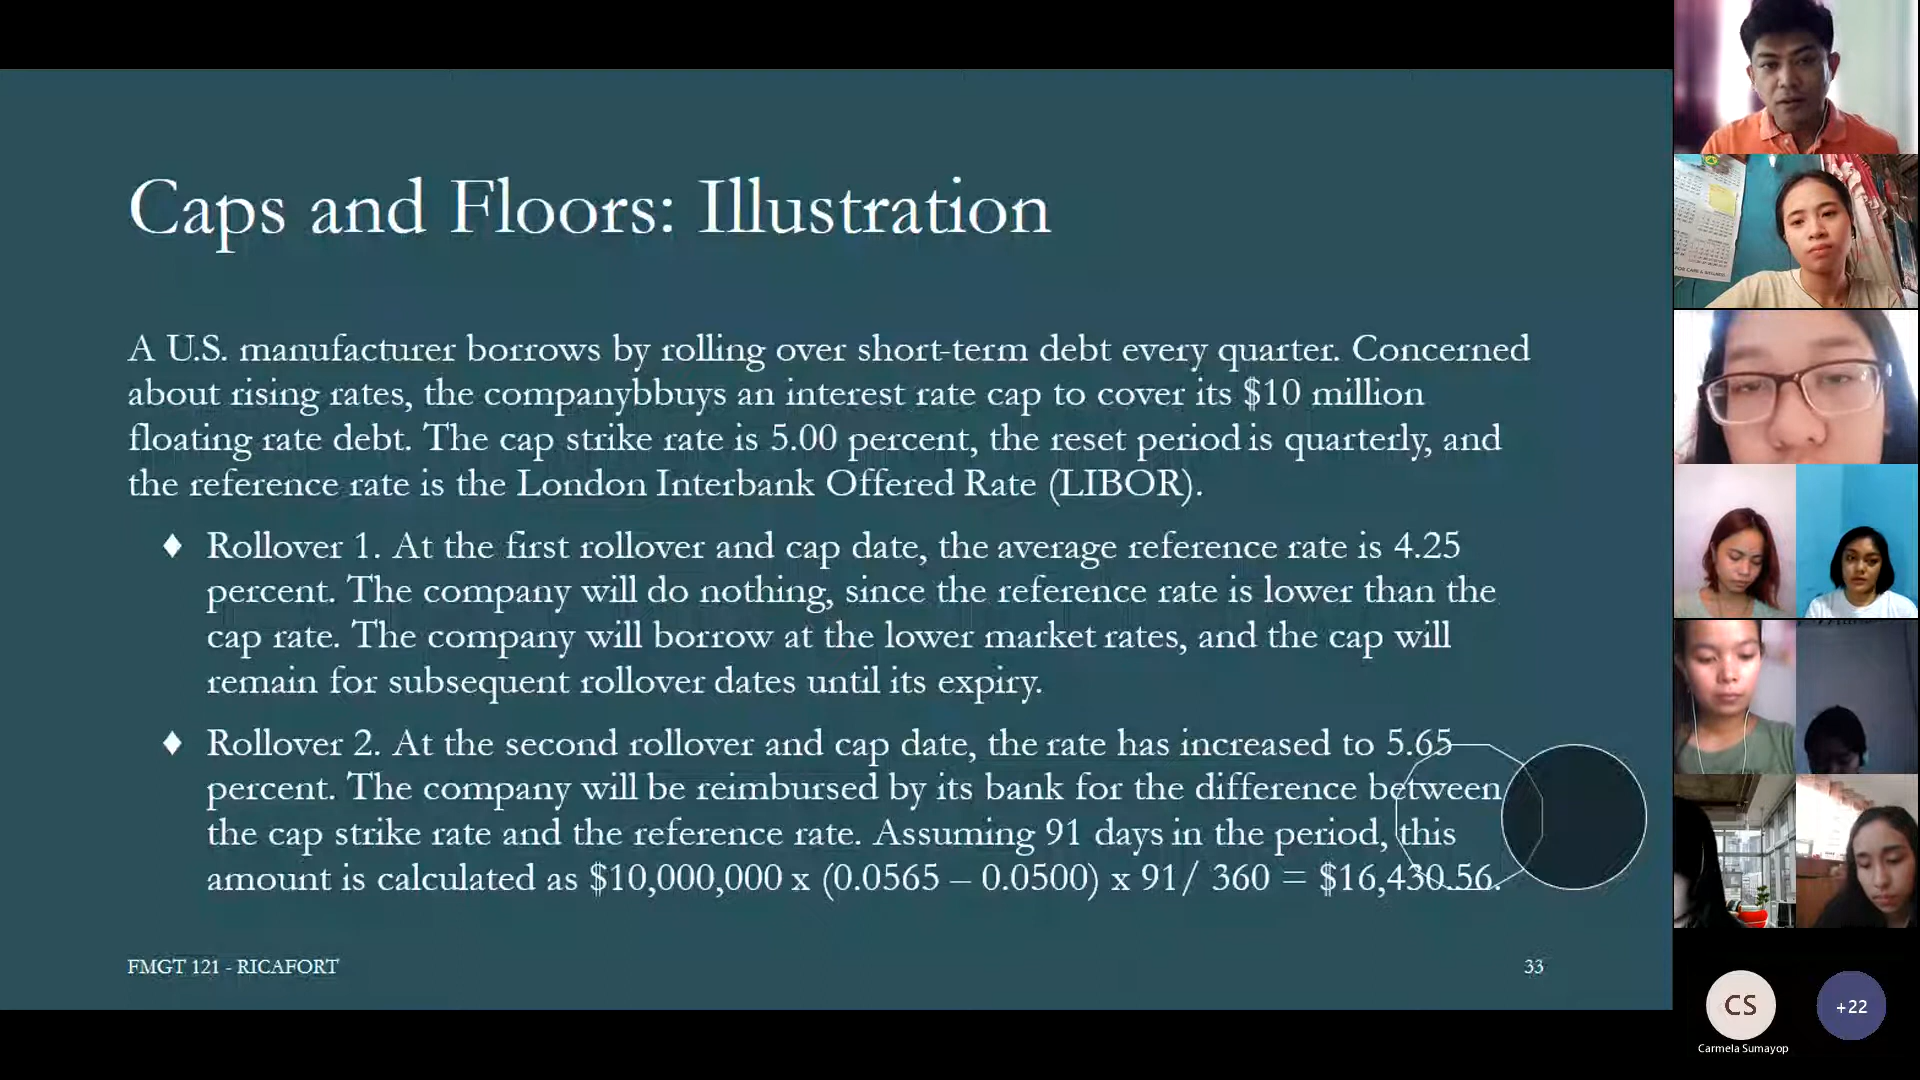 Caps and Floors: Illustration
A U.S. manufacturer borrows by rolling over short-term debt every quarter. Concerned
about rising rates, the companybbuys an interest rate cap to cover its $10 million
floating rate debt. The cap strike rate is 5.00 percent, the reset period is quarterly, and
the reference rate is the London Interbank Offered Rate (LIBOR).
♦ Rollover 1. At the first rollover and cap date, the average reference rate is 4.25
percent. The company will do nothing, since the reference rate is lower than the
cap rate. The company will borrow at the lower market rates, and the cap will
remain for subsequent rollover dates until its expiry.
♦ Rollover 2. At the second rollover and cap date, the rate has increased to 5.65
percent. The company will be reimbursed by its bank for the difference between
the cap strike rate and the reference rate. Assuming 91 days in the period, this
amount is calculated as $10,000,000 x (0.0565 – 0.0500) x 91/ 360 = $16,430.56.
FMGT 121 - RICAFORT
33
CS
+22
Carmela Sumayop